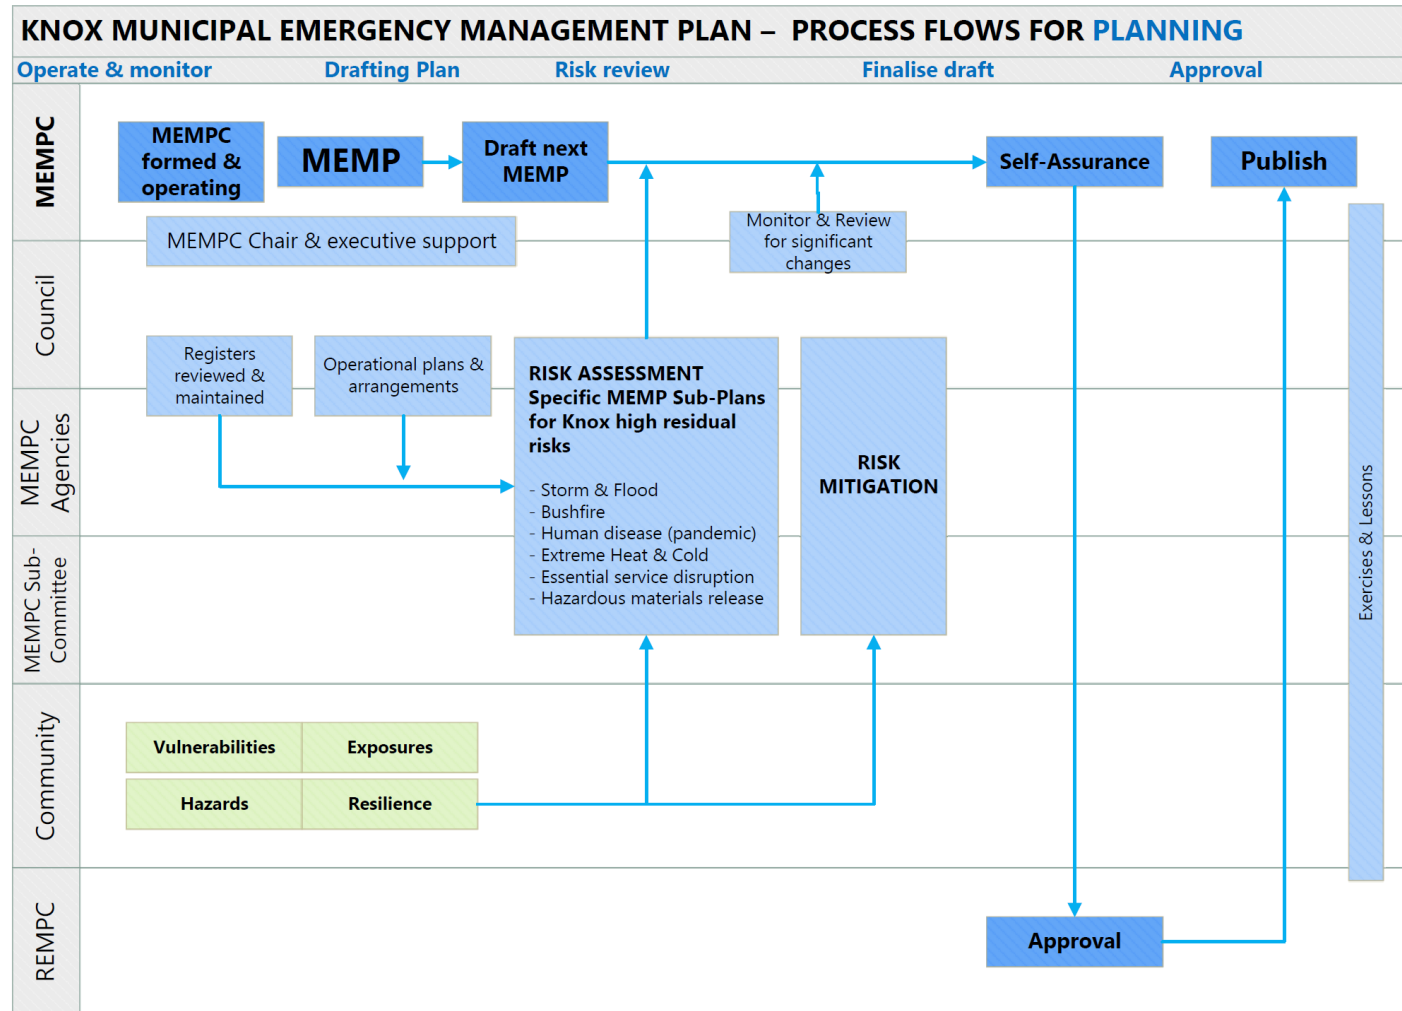 KNOX MUNICIPAL EMERGENCY MANAGEMENT PLAN – PROCESS FLOWS FOR PLANNING
Operate & monitor
Drafting Plan
Risk review
Finalise draft
Approval
MEMPC
MEMPC
formed &
operating
MEMP
Draft next
MEMP
Self-Assurance
Publish
MEMPC Chair & executive support
Monitor & Review
for significant
changes
Council
Registers
reviewed &
maintained
Operational plans &
arrangements
RISK ASSESSMENT
Specific MEMP Sub-Plans
for Knox high residual
risks
- Storm & Flood
- Bushfire
- Human disease (pandemic)
- Extreme Heat & Cold
- Essential service disruption
- Hazardous materials release
RISK
MITIGATION
MEMPC
Agencies
MEMPC Sub-
Committee
Exercises & Lessons
Community
Vulnerabilities
Exposures
Hazards
Resilience
REMPC
Approval